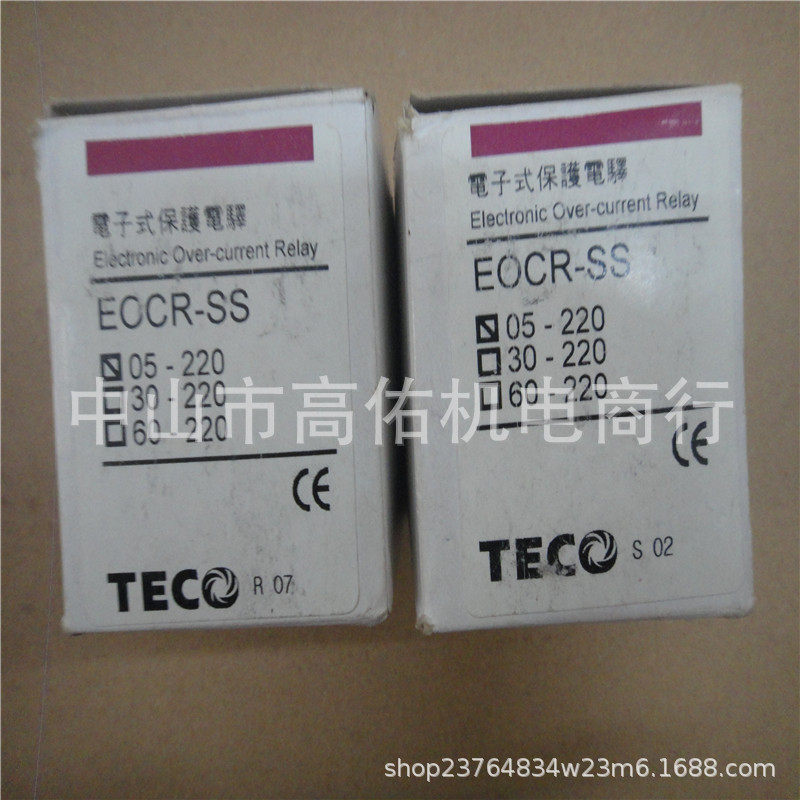 電子式保護電驛
Electronic Over-current Relay
EOCR-SS
05 - 220
30 - 220
60 - 220
CE
TECO R 07
電子式保護電驛
Electronic Over-current Relay
EOCR-SS
05 - 220
30 - 220
60 - 220
CE
TECO S 02
中山市高佑机电商行
shop23764834w23m6.1688.com